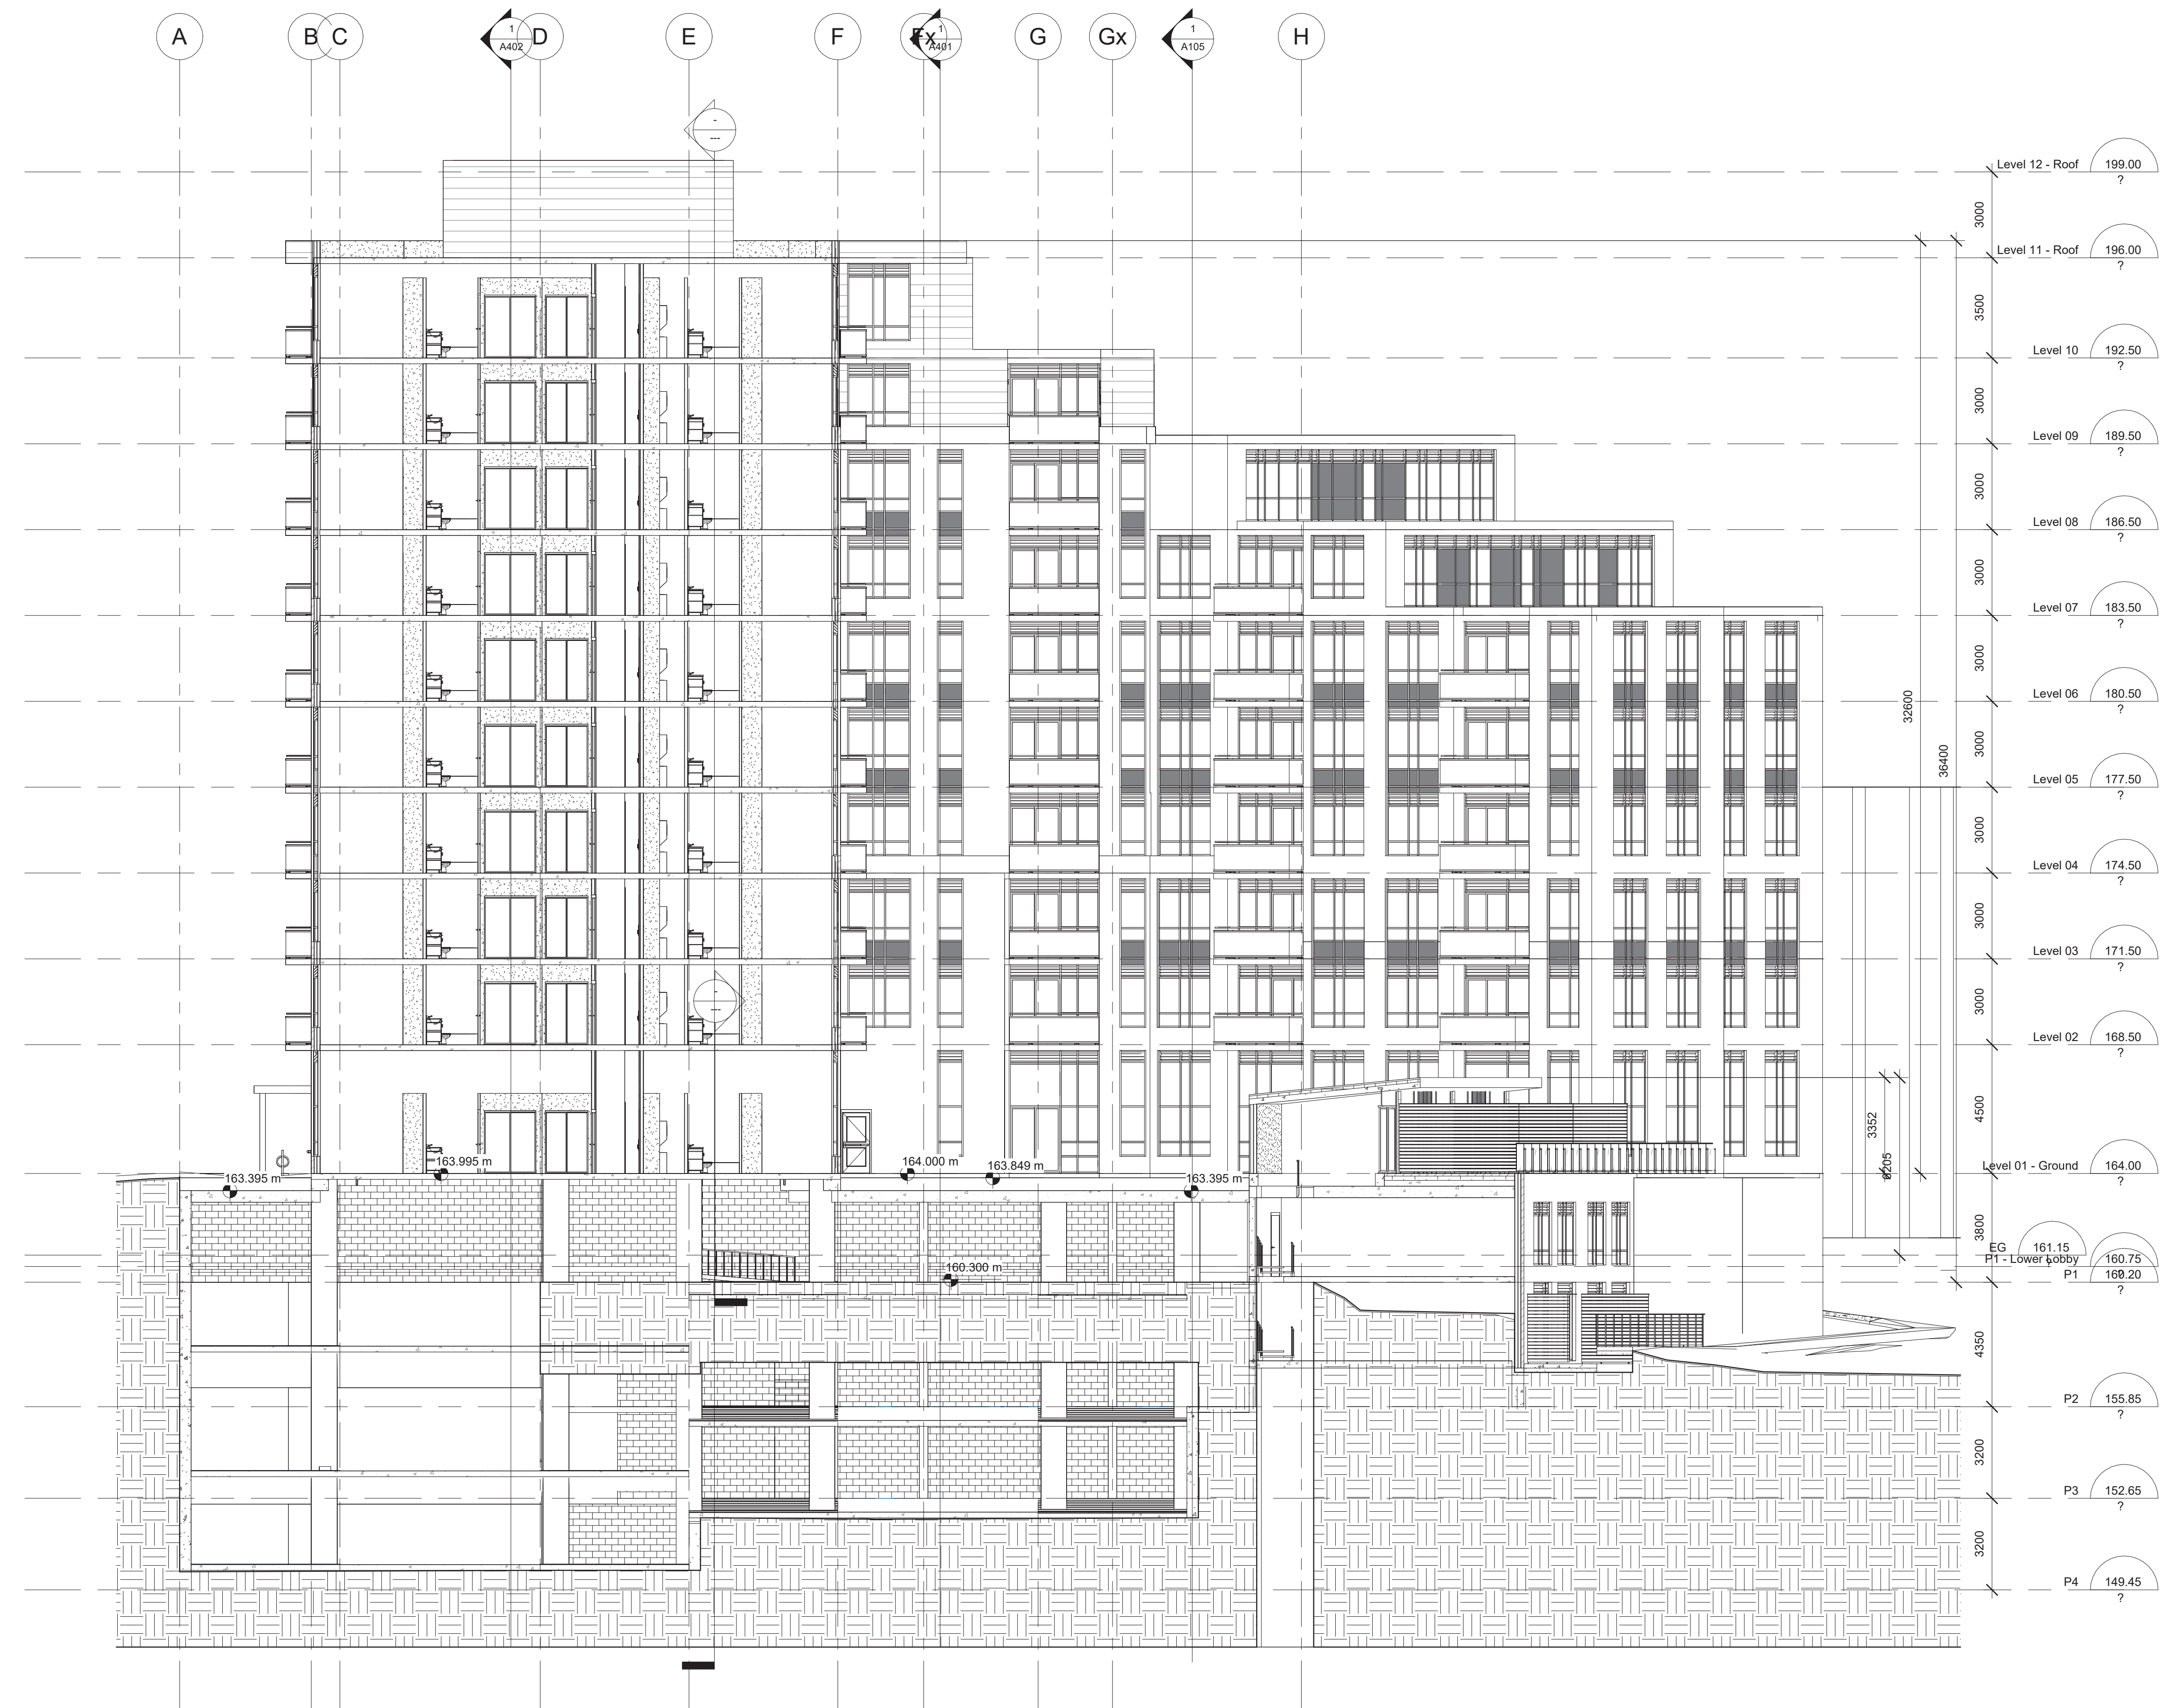 A
B
C
1
A402
D
E
F
Fx
1
A401
G
Gx
1
A105
H
-
---
Level 12 - Roof
199.00
?
3000
Level 11 - Roof
196.00
?
3500
Level 10
192.50
?
3000
Level 09
189.50
?
3000
Level 08
186.50
?
3000
Level 07
183.50
?
3000
Level 06
180.50
?
32600
3000
36400
Level 05
177.50
?
3000
Level 04
174.50
?
3000
Level 03
171.50
?
-
---
3000
Level 02
168.50
?
3352
4500
163.395 m
163.995 m
164.000 m
163.849 m
163.395 m
6205
Level 01 - Ground
164.00
?
3800
EG
161.15
?
P1 - Lower Lobby
160.75
?
160.300 m
P1
160.20
?
4350
P2
155.85
?
3200
P3
152.65
?
3200
P4
149.45
?